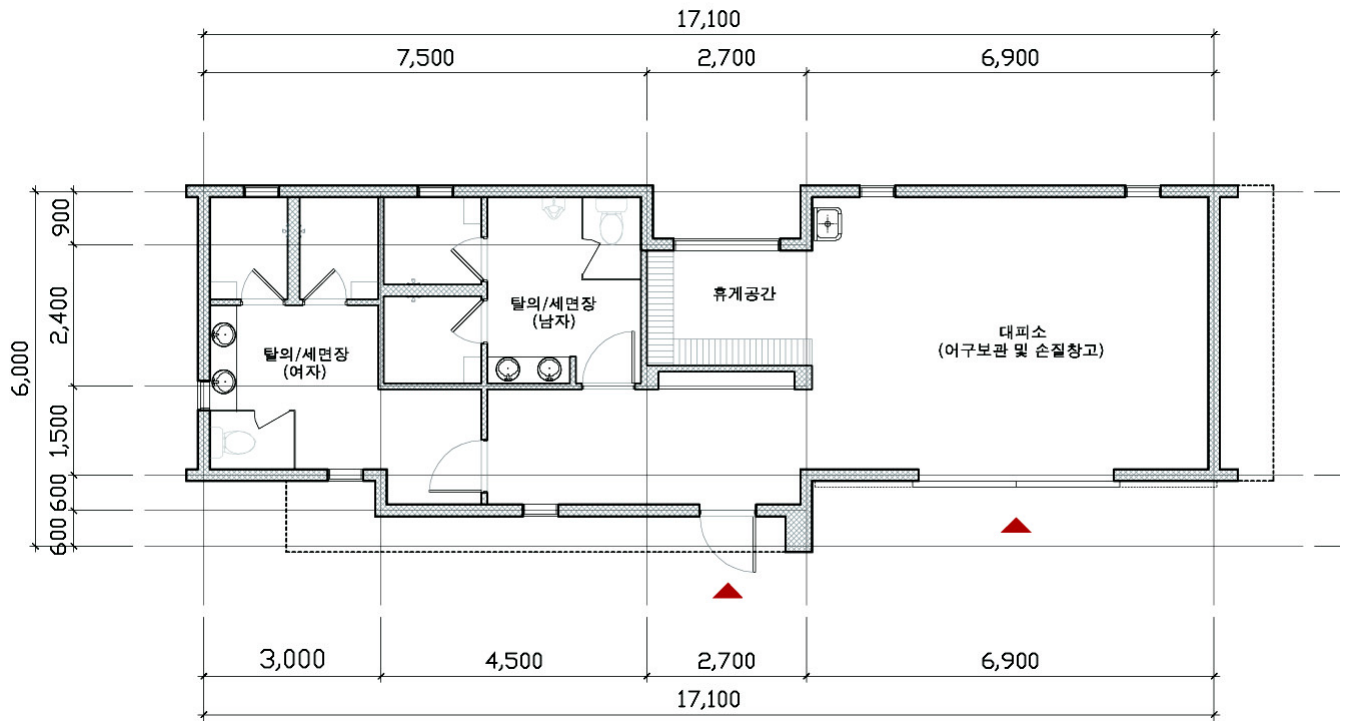 17,100
7,500
2,700
6,900
900
2,400
6,000
1,500
600
600
휴게공간
탈의/세면장
(남자)
대피소
(어구보관 및 손질창고)
탈의/세면장
(여자)
3,000
4,500
2,700
6,900
17,100